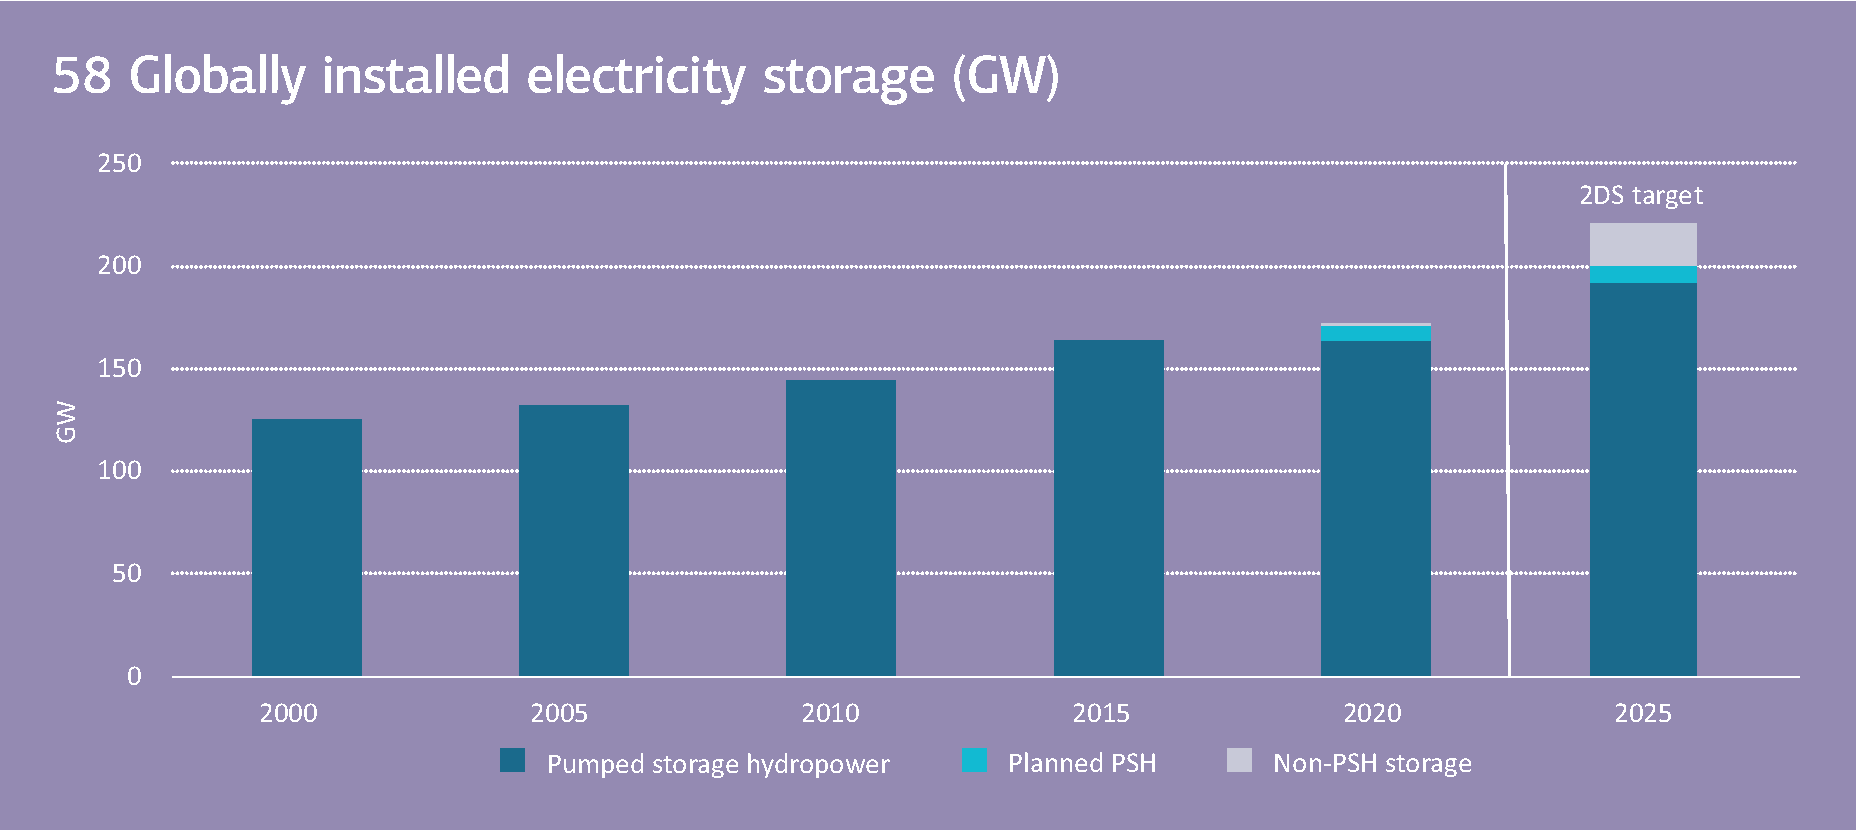 58 Globally installed electricity storage (GW)
250
2DS target
200
150
GW
100
50
0
2000 2005 2010 2015 2020 2025
Pumped storage hydropower Planned PSH Non-PSH storage